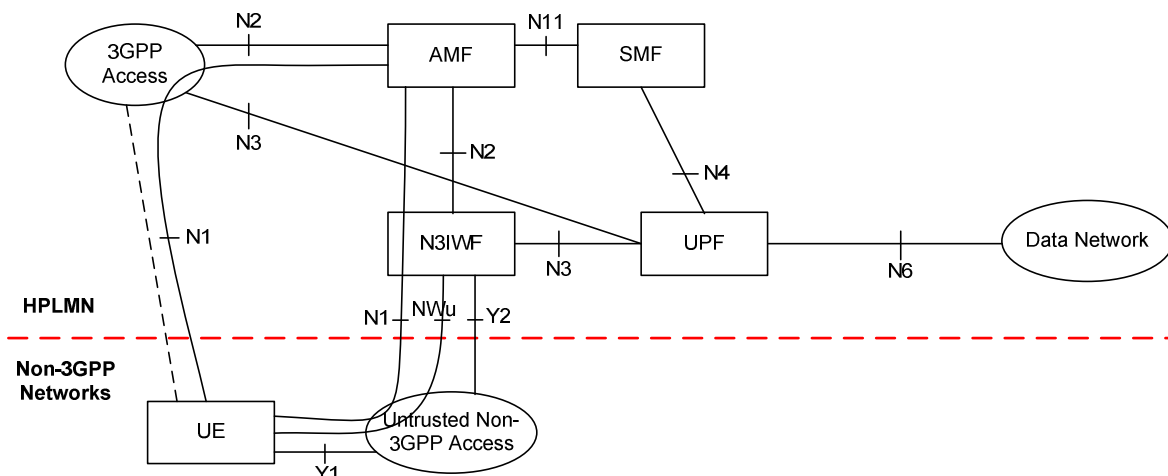 N2
N11
3GPP
Access
AMF
SMF
N3
N2
N4
N1
N3IWF
UPF
Data Network
N3
N6
HPLMN
N1
NWu
Y2
Non-3GPP
Networks
UE
Untrusted Non-
3GPP Access
Y1